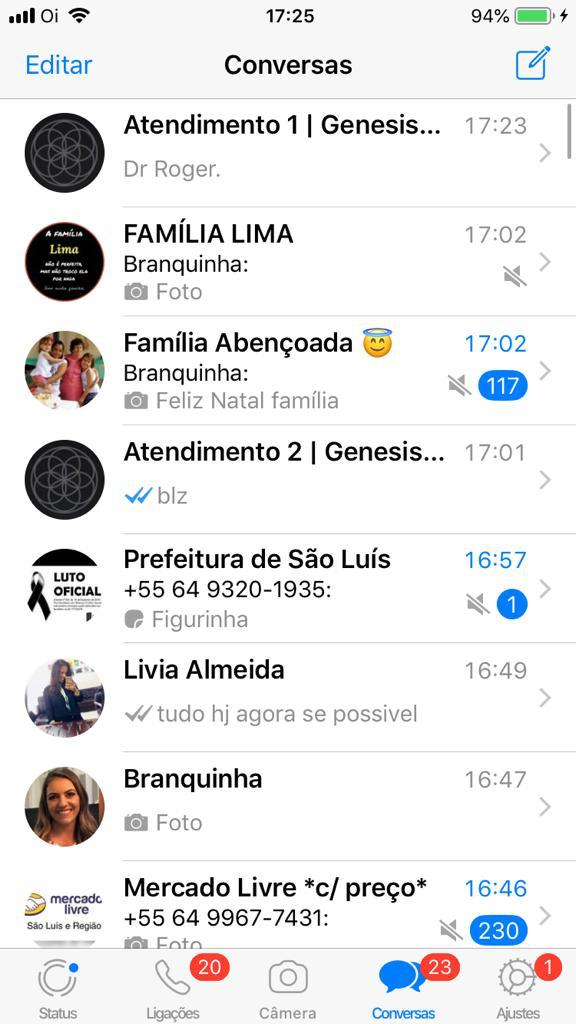 Oi 17:25 94%
Editar Conversas
Atendimento 1 | Genesis... 17:23
Dr Roger.
A FAMÍLIA
Lima
NÃO É PERFEITA,
MAS NÃO TROCO ELA
POR NADA
FAMÍLIA LIMA 17:02
Branquinha:
Foto
Família Abençoada 😇 17:02
Branquinha:
Feliz Natal família 117
Atendimento 2 | Genesis... 17:01
blz
LUTO
OFICIAL
Prefeitura de São Luís 16:57
+55 64 9320-1935:
Figurinha 1
Livia Almeida 16:49
tudo hj agora se possivel
Branquinha 16:47
Foto
mercado
livre
São Luis e Região
Mercado Livre *c/ preço* 16:46
+55 64 9967-7431:
Foto 230
20 23 1
Status Ligações Câmera Conversas Ajustes